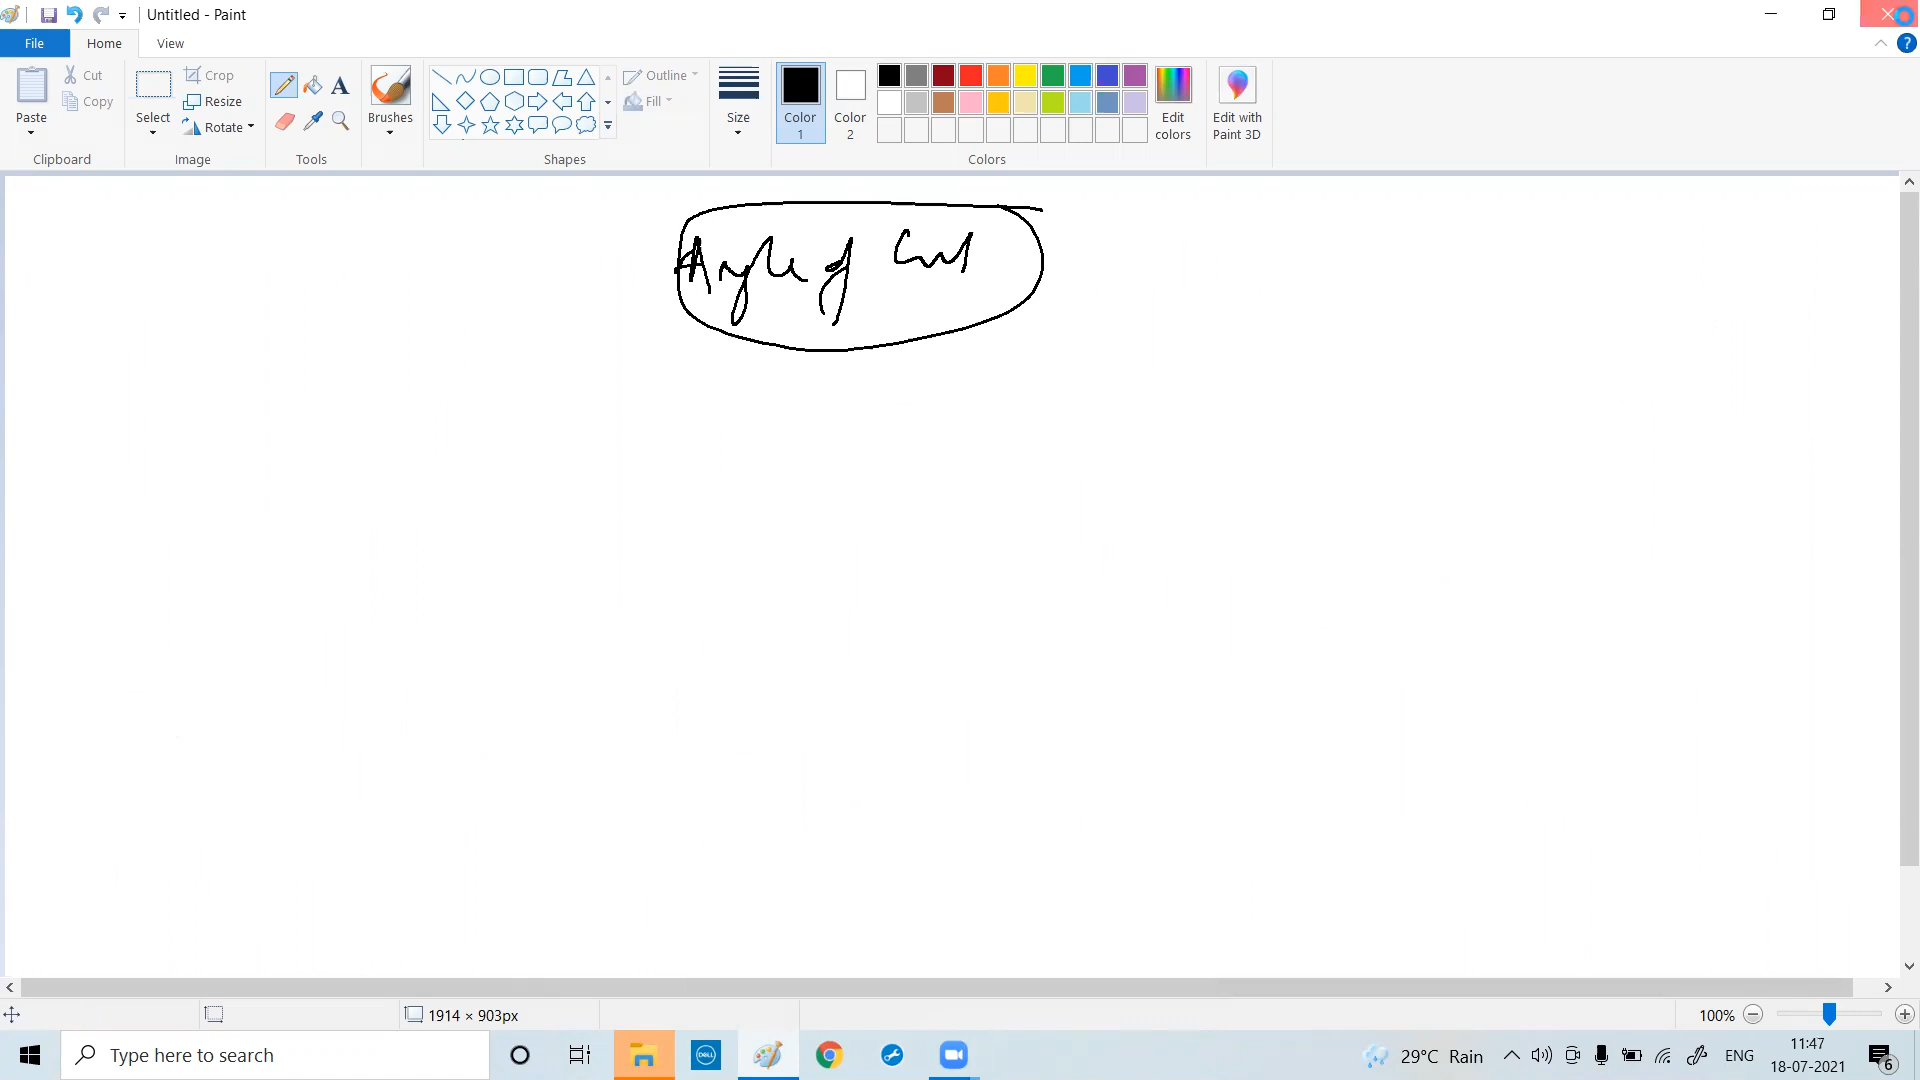 Untitled - Paint
File Home View
Paste Cut Copy Clipboard
Select Crop Resize Rotate Image
Tools
Brushes
Outline Fill Shapes
Size
Color 1 Color 2 Edit colors Colors
Edit with Paint 3D
Angle of
1914 × 903px 100%
Type here to search
DELL
29°C Rain ENG 11:47 18-07-2021 6